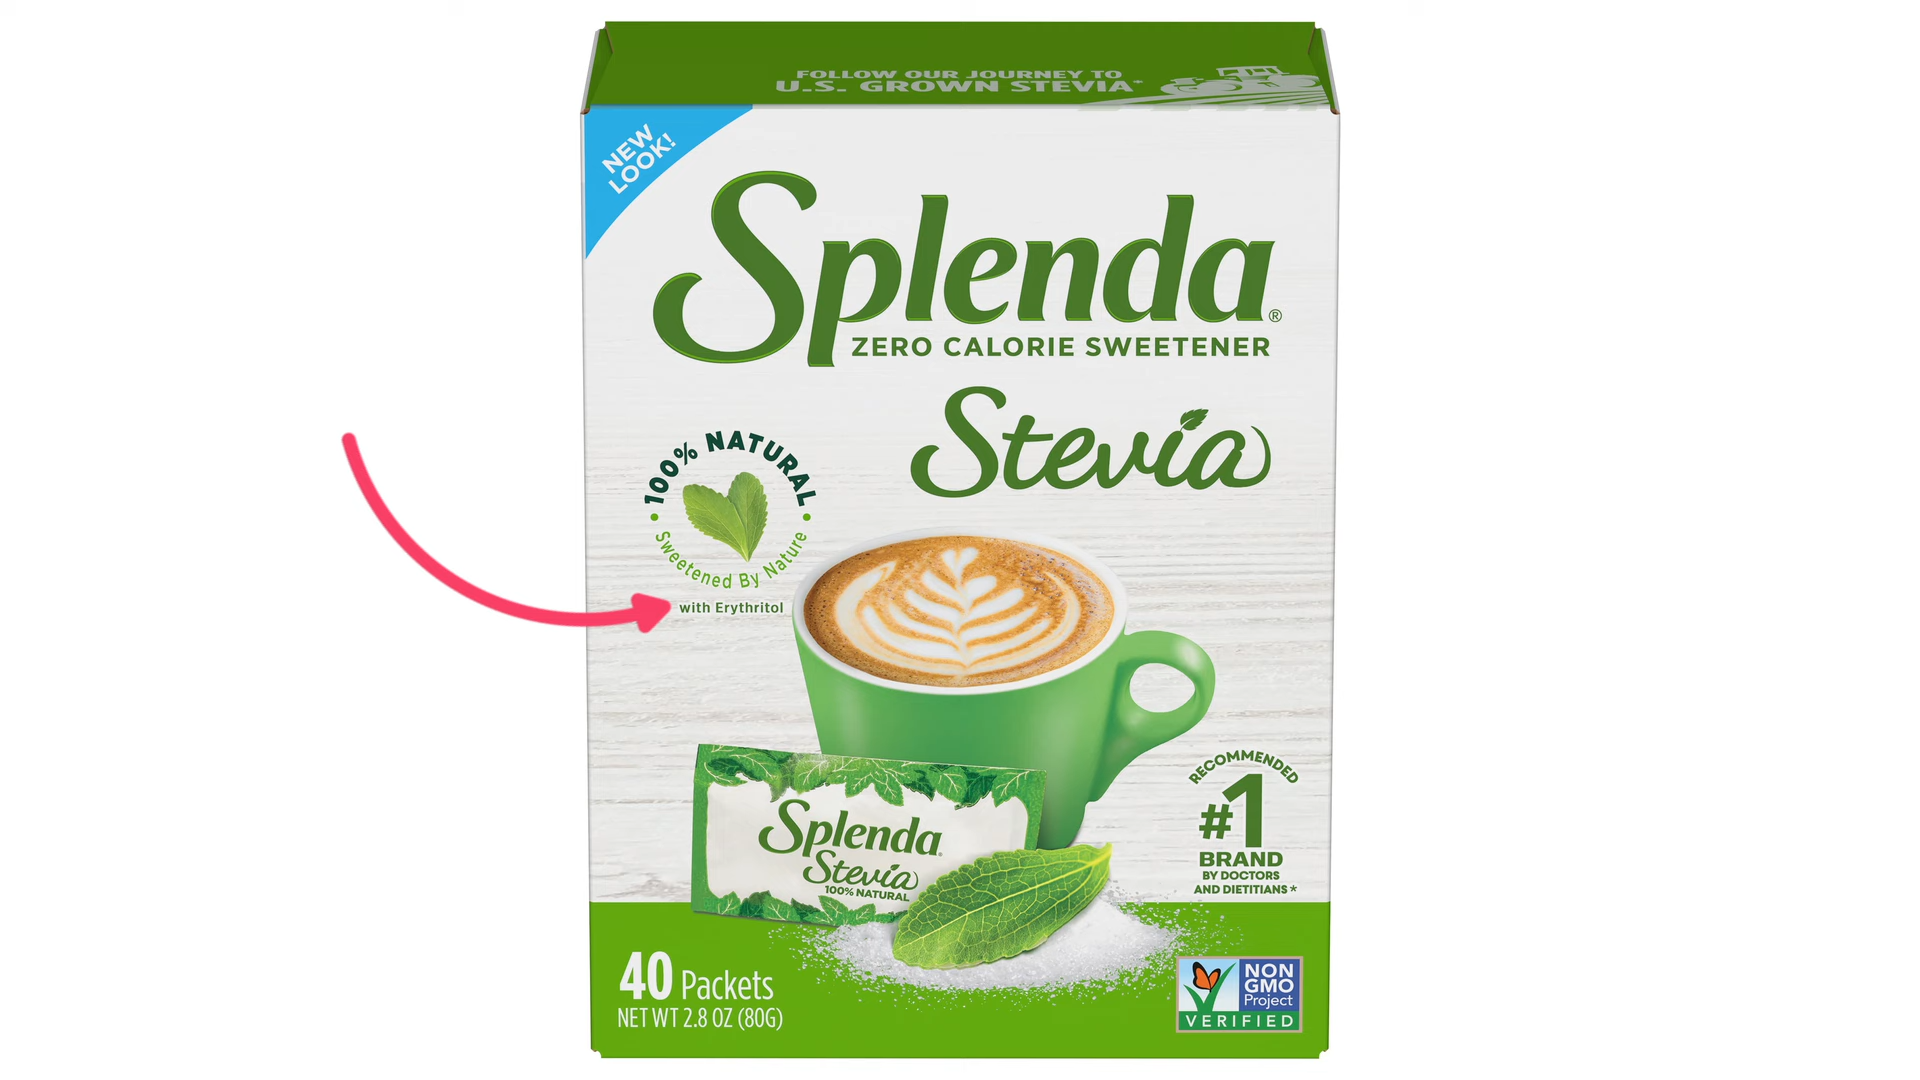 FOLLOW OUR JOURNEY TO
U.S. GROWN STEVIA*
NEW
LOOK!
Splenda®
ZERO CALORIE SWEETENER
Stevia
100% NATURAL
• Sweetened By Nature •
with Erythritol
Splenda
Stevia
100% NATURAL
RECOMMENDED
#1
BRAND
BY DOCTORS
AND DIETITIANS*
40 Packets
NET WT 2.8 OZ (80G)
NON
GMO
Project
VERIFIED